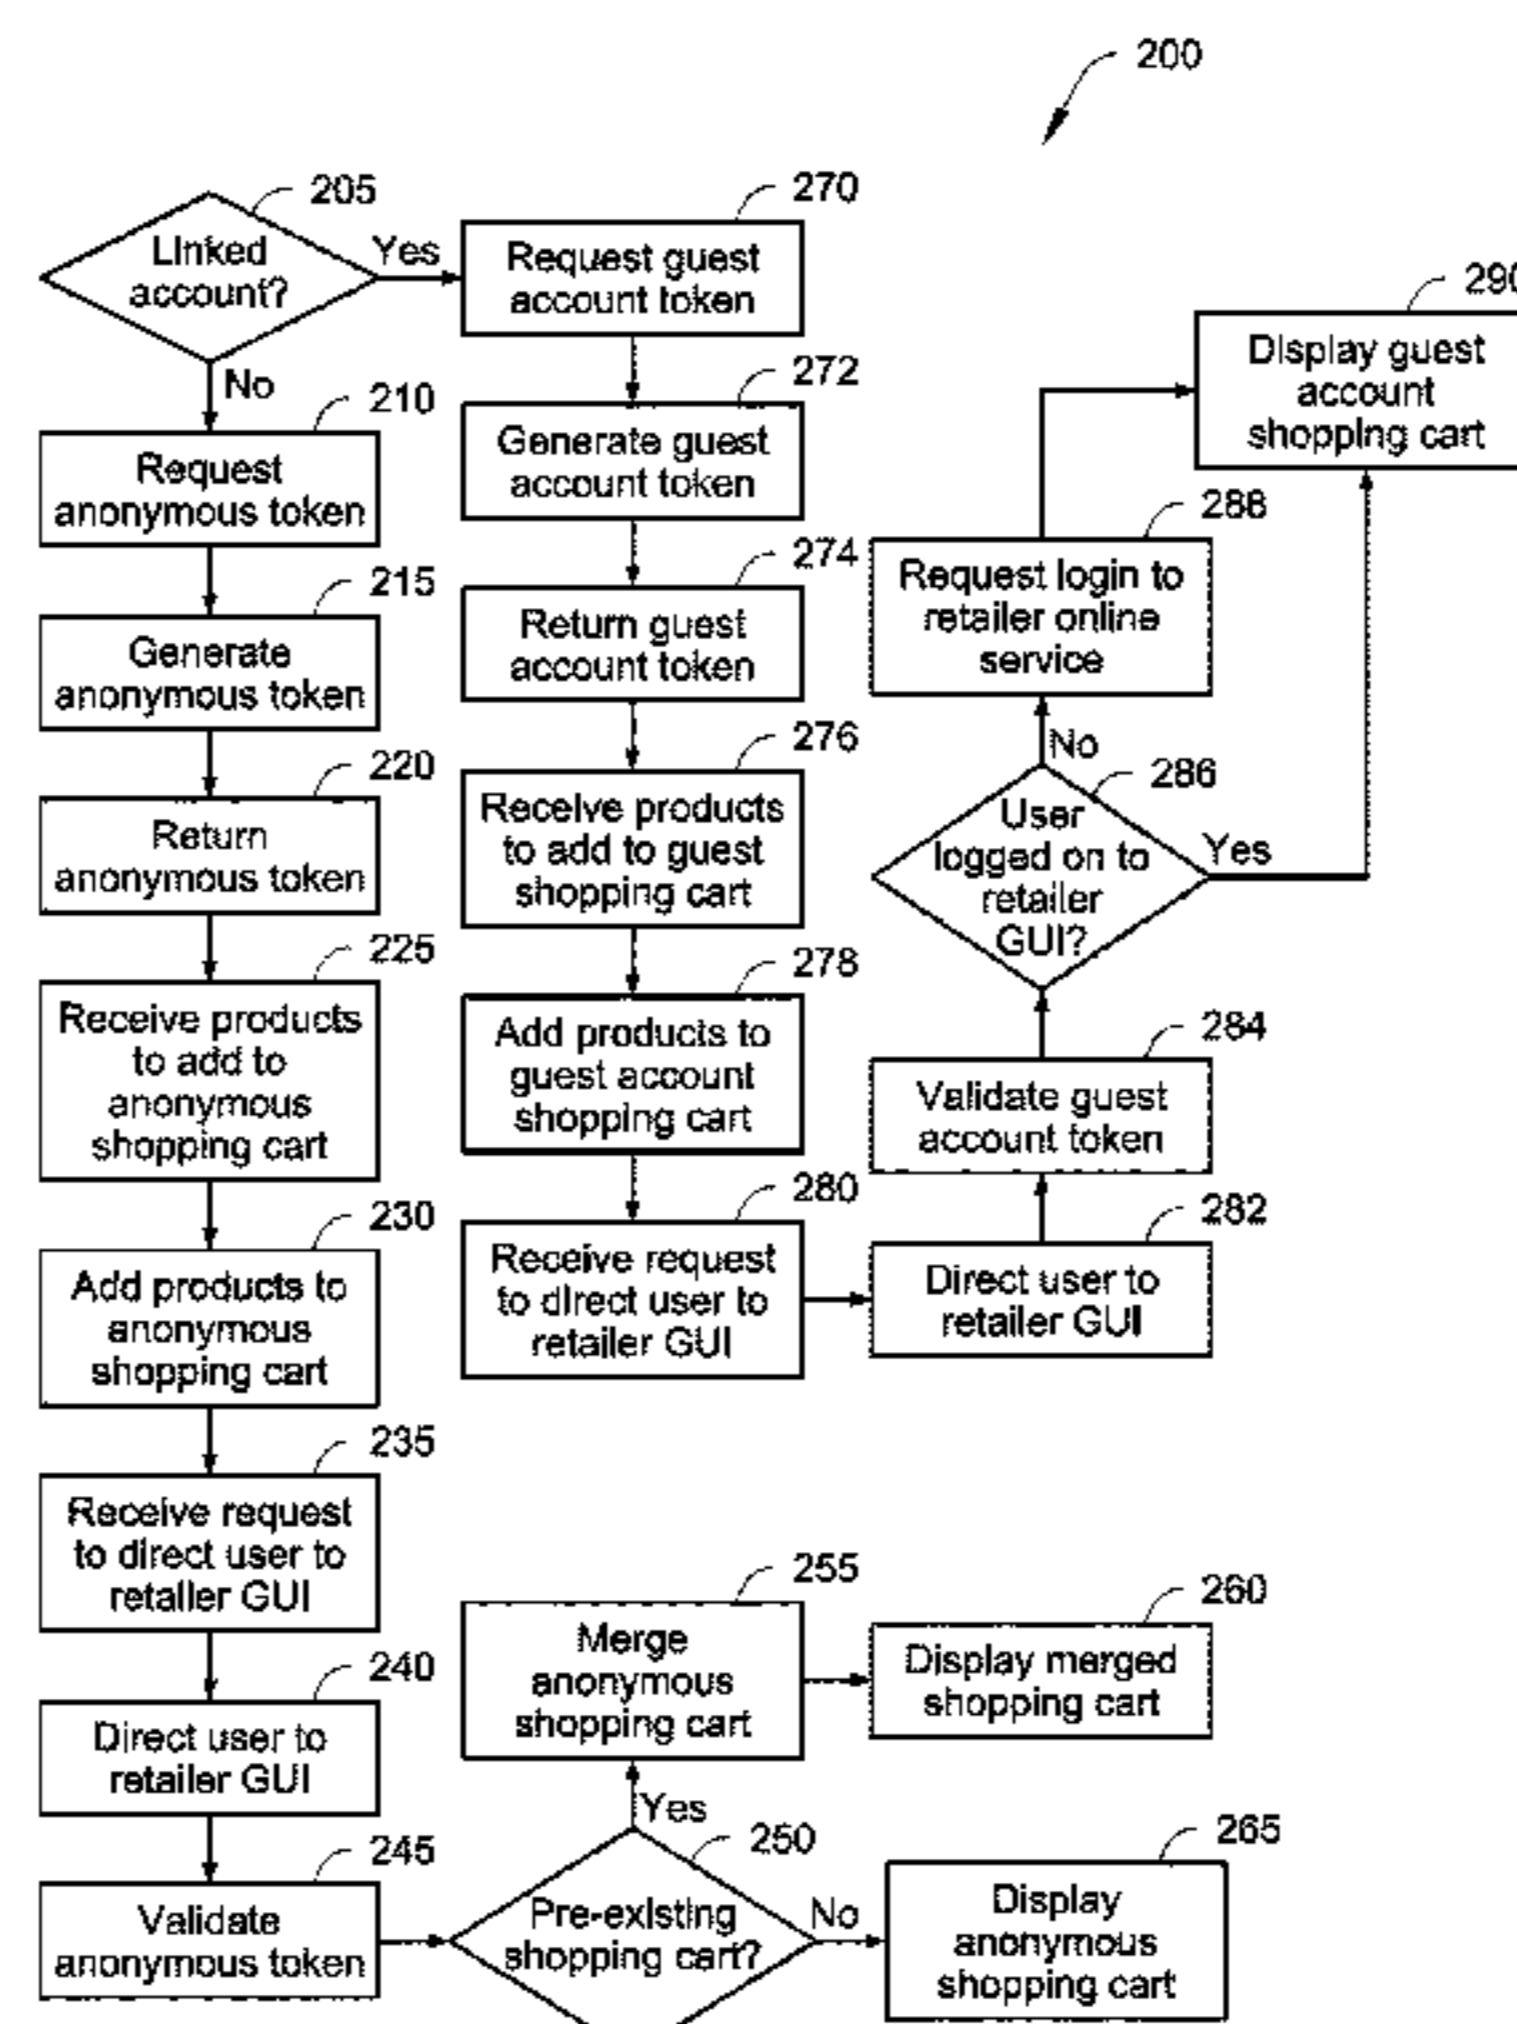 200
205
Linked
account?
Yes
No
270
Request guest
account token
272
Generate guest
account token
274
Return guest
account token
276
Receive products
to add to guest
shopping cart
278
Add products to
guest account
shopping cart
280
Receive request
to direct user to
retailer GUI
282
Direct user to
retailer GUI
284
Validate guest
account token
286
User
logged on to
retailer
GUI?
Yes
No
288
Request login to
retailer online
service
290
Display guest
account
shopping cart
210
Request
anonymous token
215
Generate
anonymous token
220
Return
anonymous token
225
Receive products
to add to
anonymous
shopping cart
230
Add products to
anonymous
shopping cart
235
Receive request
to direct user to
retailer GUI
240
Direct user to
retailer GUI
245
Validate
anonymous token
250
Pre-existing
shopping cart?
Yes
No
255
Merge
anonymous
shopping cart
260
Display merged
shopping cart
265
Display
anonymous
shopping cart